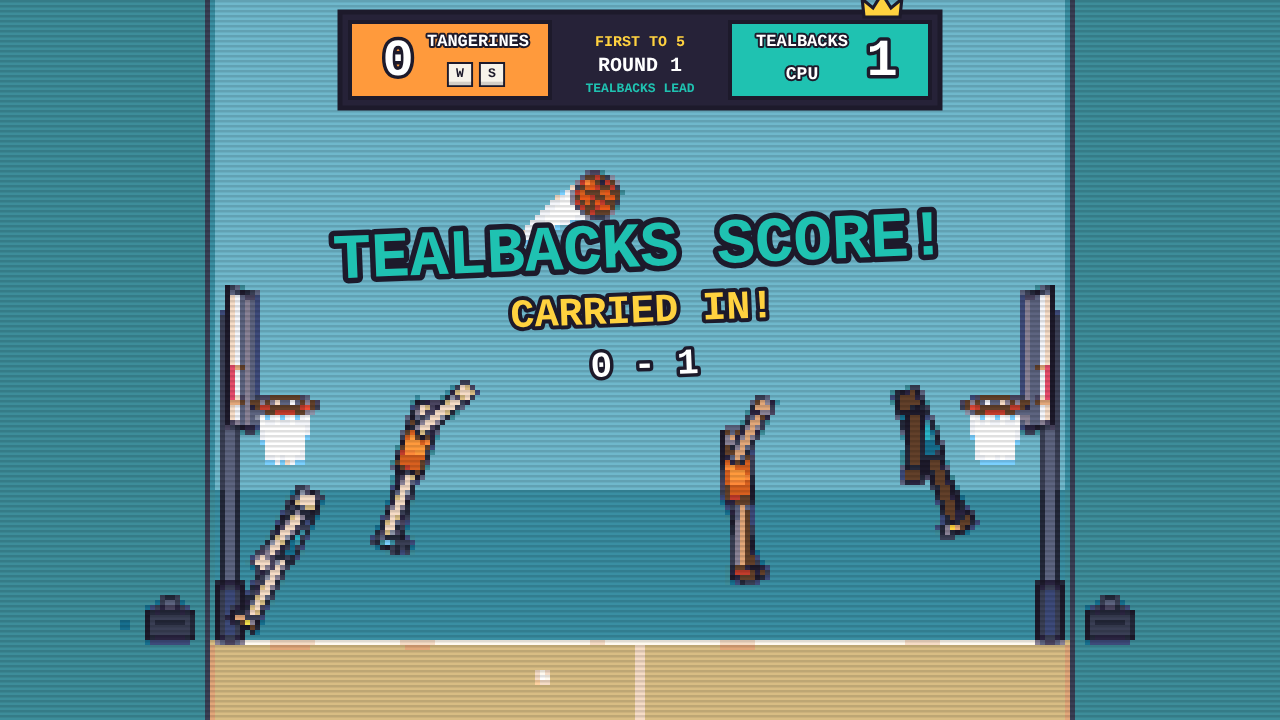 0 TANGERINES
W S
FIRST TO 5
ROUND 1
TEALBACKS LEAD
TEALBACKS 1
CPU
TEALBACKS SCORE!
CARRIED IN!
0 - 1